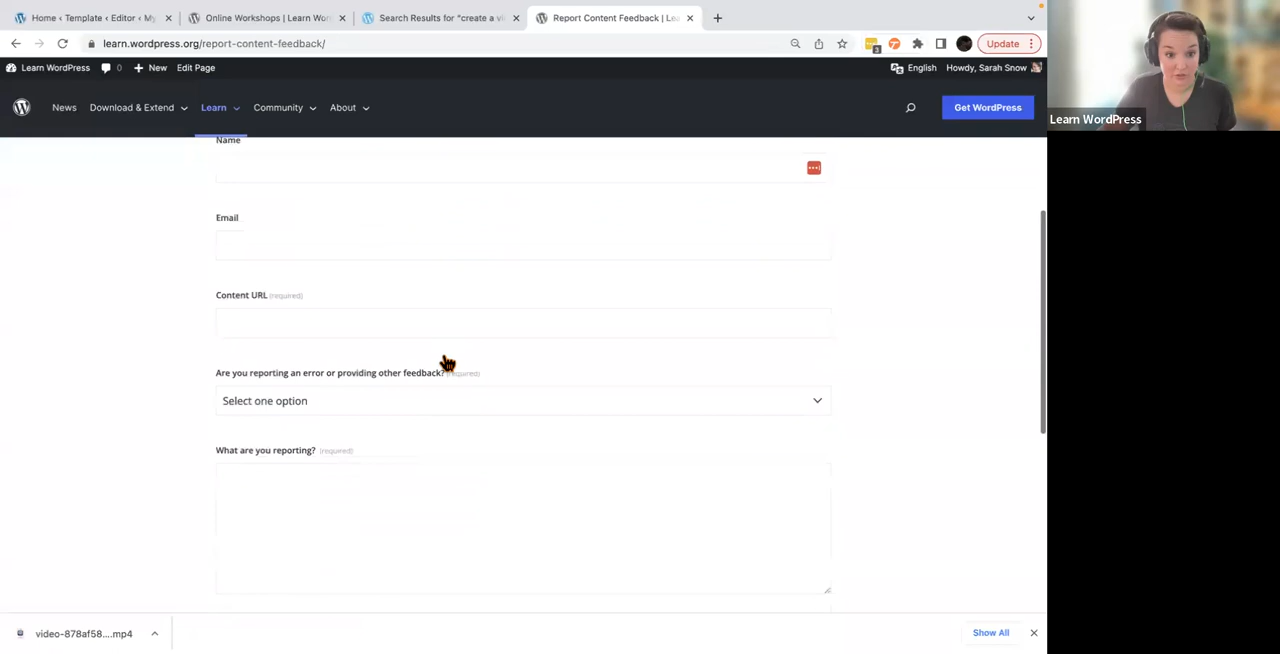 Home ‹ Template ‹ Editor ‹ My
Online Workshops | Learn Wor
Search Results for "create a vi
Report Content Feedback | Lea
learn.wordpress.org/report-content-feedback/
3
Update
Learn WordPress
0
New
Edit Page
English
Howdy, Sarah Snow
News
Download & Extend
Learn
Community
About
Get WordPress
Learn WordPress
Name
Email
Content URL (required)
Are you reporting an error or providing other feedback? (required)
Select one option
What are you reporting? (required)
video-878af58....mp4
Show All